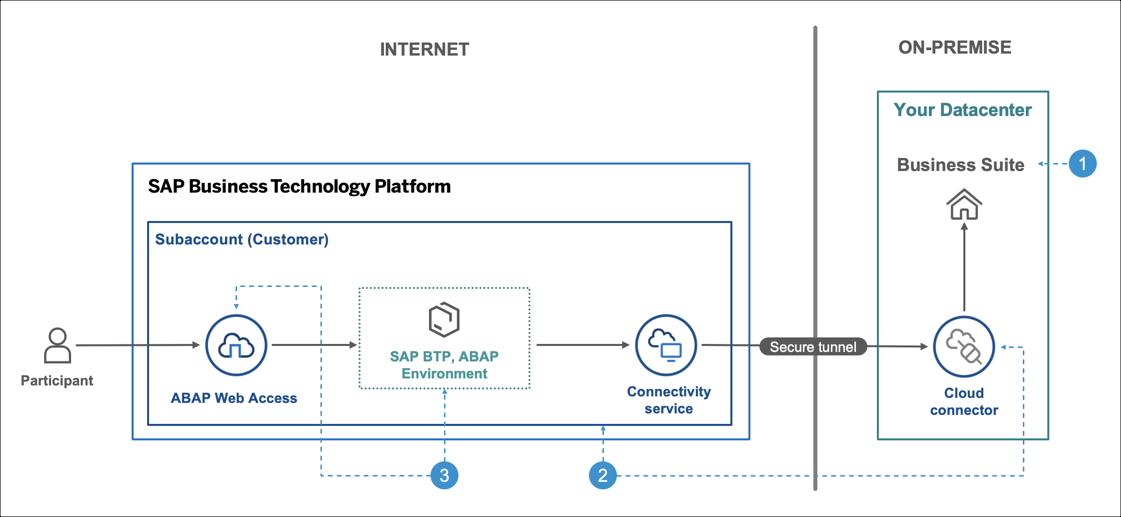 INTERNET
ON-PREMISE
Your Datacenter
Business Suite
1
SAP Business Technology Platform
Subaccount (Customer)
Participant
ABAP Web Access
SAP BTP, ABAP
Environment
Connectivity
service
Secure tunnel
Cloud
connector
3
2